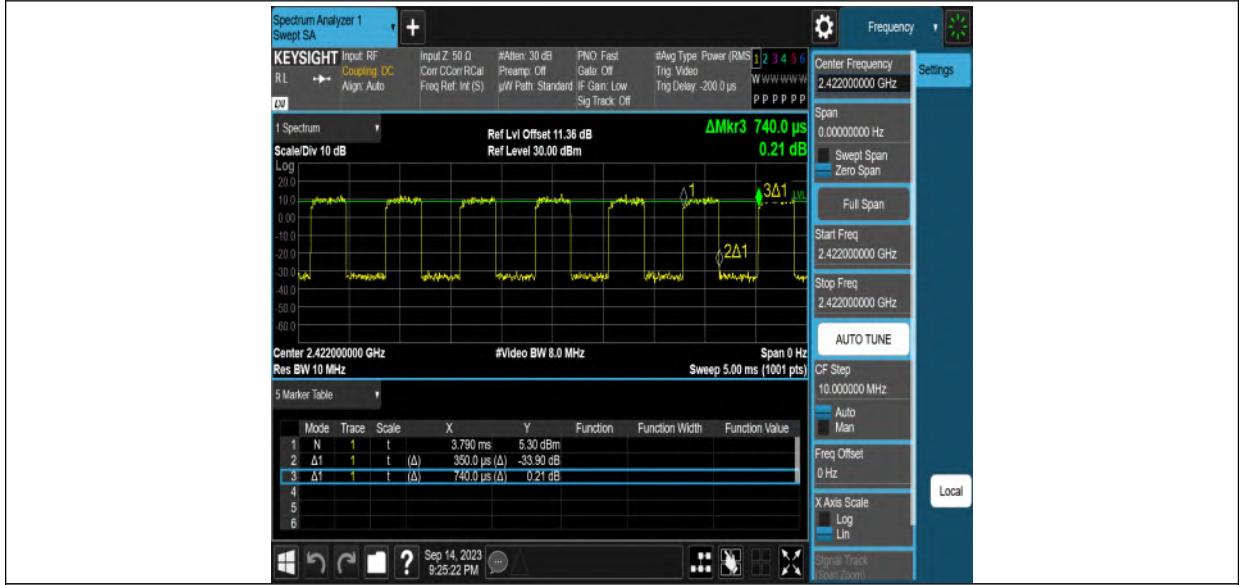 Spectrum Analyzer 1
Swept SA
+
Frequency
KEYSIGHT Input: RF Input Z: 50 Ω #Atten: 30 dB PNO: Fast #Avg Type: Power (RMS 1 2 3 4 5 6
RL Coupling: DC Corr CCorr RCal Preamp: Off Gate: Off Trig: Video W W W W W W
Align: Auto Freq Ref: Int (S) µW Path: Standard IF Gain: Low Trig Delay: -200.0 µs
LXI Sig Track: Off P P P P P P
1 Spectrum
Ref Lvl Offset 11.36 dB ΔMkr3 740.0 µs
Scale/Div 10 dB Ref Level 30.00 dBm 0.21 dB
Log
20.0
10.0
0.00
-10.0
-20.0
-30.0
-40.0
-50.0
-60.0
1
3Δ1
LVL
2Δ1
Center 2.422000000 GHz #Video BW 8.0 MHz Span 0 Hz
Res BW 10 MHz Sweep 5.00 ms (1001 pts)
5 Marker Table
Mode Trace Scale X Y Function Function Width Function Value
1 N 1 t 3.790 ms 5.30 dBm
2 Δ1 1 t (Δ) 350.0 µs (Δ) -33.90 dB
3 Δ1 1 t (Δ) 740.0 µs (Δ) 0.21 dB
4
5
6
Sep 14, 2023
9:25:22 PM
?
Center Frequency
2.422000000 GHz
Settings
Span
0.00000000 Hz
Swept Span
Zero Span
Full Span
Start Freq
2.422000000 GHz
Stop Freq
2.422000000 GHz
AUTO TUNE
CF Step
10.000000 MHz
Auto
Man
Freq Offset
0 Hz
X Axis Scale
Log
Lin
Local
Signal Track
(Span Zoom)